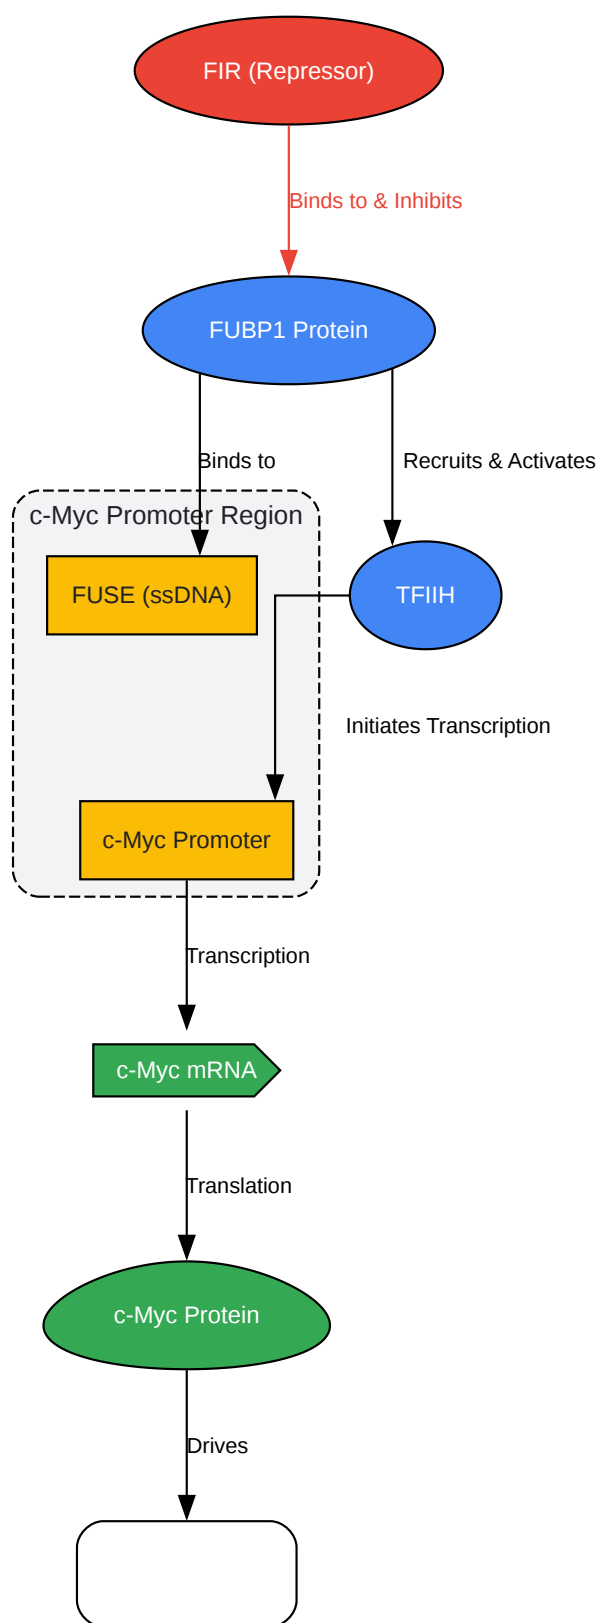 FIR (Repressor)
Binds to & Inhibits
FUBP1 Protein
Binds to
Recruits & Activates
c-Myc Promoter Region
FUSE (ssDNA)
TFIIH
Initiates Transcription
c-Myc Promoter
Transcription
c-Myc mRNA
Translation
c-Myc Protein
Drives